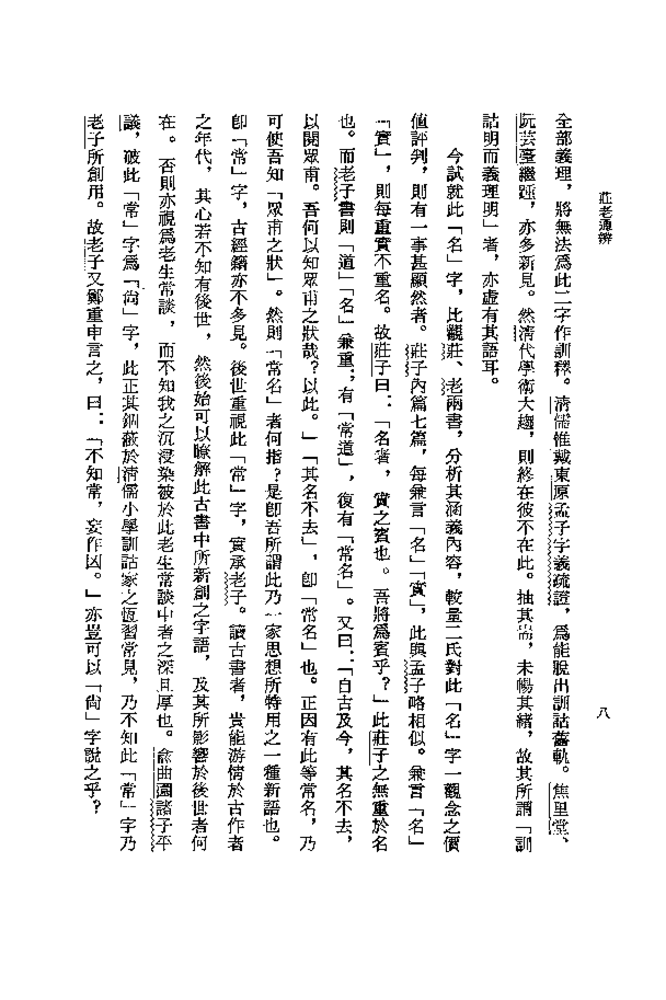 莊老通辨
八
全部義理，將無法為此二字作訓釋。清儒惟戴東原孟子字義疏證，為能脫出訓詁舊軌。焦里堂、
阮芸臺繼踵，亦多新見。然清代學術大趨，則終在彼不在此。抽其耑，未暢其緒，故其所謂「訓
詁明而義理明」者，亦虛有其語耳。
今試就此「名」字，比觀莊、老兩書，分析其涵義內容，較量二氏對此「名」字一觀念之價
值評判，則有一事甚顯然者。莊子內篇七篇，每兼言「名」「實」，此與孟子略相似。兼言「名」
「實」，則每重實不重名。故莊子曰：「名者，實之賓也。吾將為賓乎？」此莊子之無重於名
也。而老子書則「道」「名」兼重，有「常道」，復有「常名」。又曰：「自古及今，其名不去，
以閱眾甫。吾何以知眾甫之狀哉？以此。」「其名不去」，卽「常名」也。正因有此等常名，乃
可使吾知「眾甫之狀」。然則「常名」者何指？是卽吾所謂此乃一家思想所特用之一種新語也。
卽「常」字，古經籍亦不多見。後世重視此「常」字，實承老子。讀古書者，貴能游情於古作者
之年代，其心若不知有後世，然後始可以瞭解此古書中所新創之字語，及其所影響於後世者何
在。否則亦視為老生常談，而不知我之沉浸染被於此老生常談中者之深且厚也。俞曲園諸子平
議，破此「常」字為「尚」字，此正其錮蔽於清儒小學訓詁家之恆習常見，乃不知此「常」字乃
老子所創用。故老子又鄭重申言之，曰：「不知常，妄作凶。」亦豈可以「尚」字說之乎？